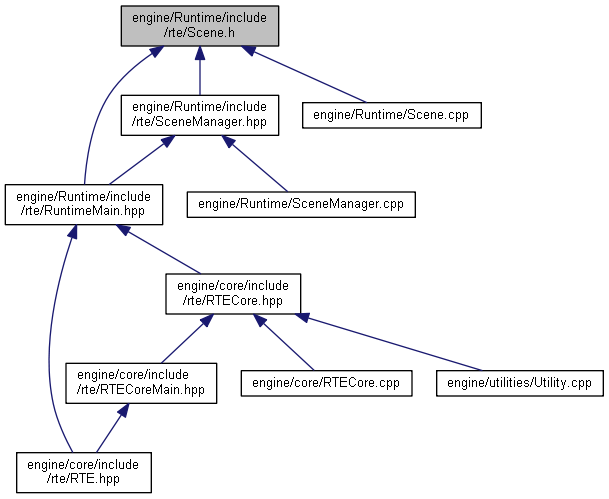 engine/Runtime/include
/rte/Scene.h
engine/Runtime/include
/rte/SceneManager.hpp
engine/Runtime/Scene.cpp
engine/Runtime/include
/rte/RuntimeMain.hpp
engine/Runtime/SceneManager.cpp
engine/core/include
/rte/RTECore.hpp
engine/core/include
/rte/RTECoreMain.hpp
engine/core/RTECore.cpp
engine/utilities/Utility.cpp
engine/core/include
/rte/RTE.hpp